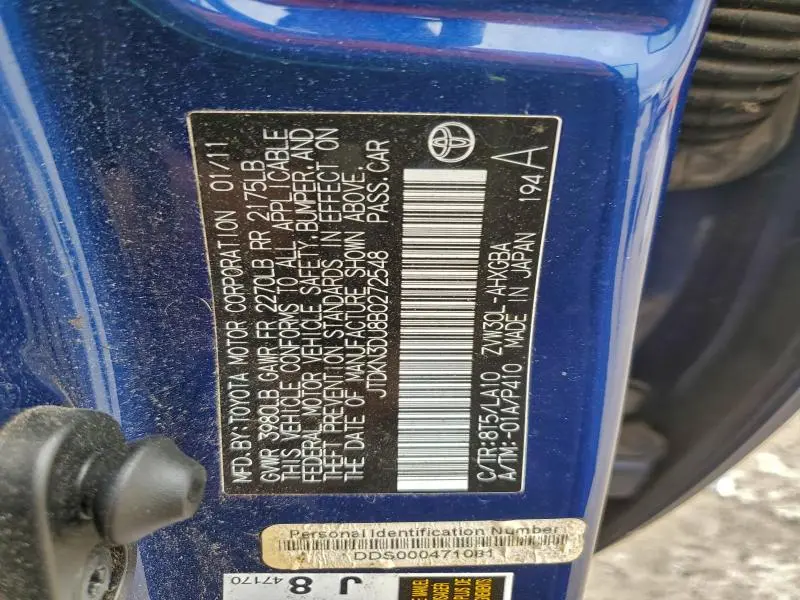 MFD.BY:TOYOTA MOTOR CORPORATION 01/11
GVWR 3980LB GAWR FR 2270LB RR 2175LB
THIS VEHICLE CONFORMS TO ALL APPLICABLE
FEDERAL MOTOR VEHICLE SAFETY, BUMPER, AND
THEFT PREVENTION STANDARDS IN EFFECT ON
THE DATE OF MANUFACTURE SHOWN ABOVE.
JTDKN3DU8B0272548 PASS.CAR
C/TR:8T5/LA10 ZVW30L-AHXGBA
A/TM:-01A/P410 MADE IN JAPAN 194 A
Personal Identification Number
DDS000471081
J 8
47170